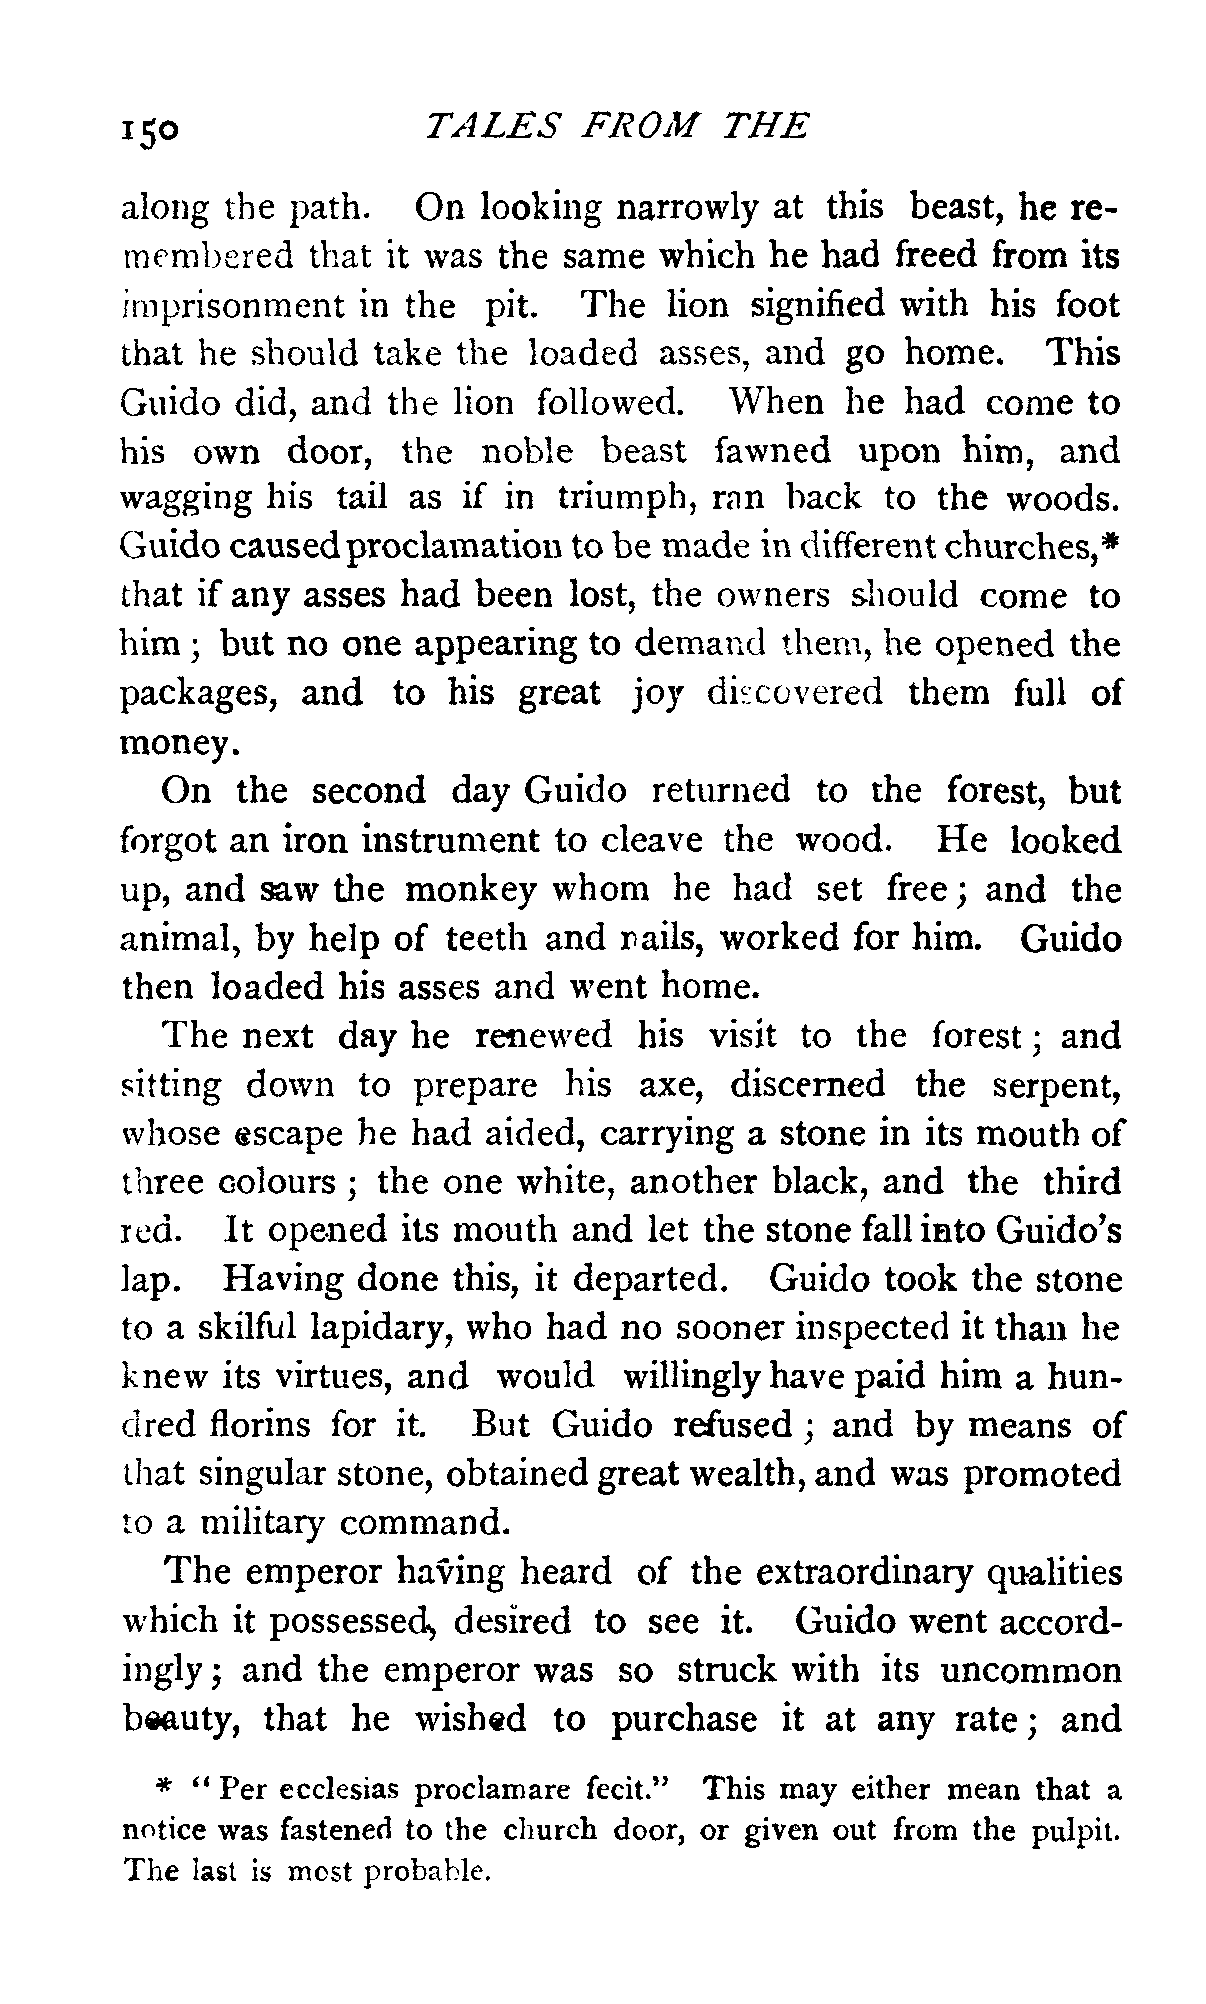 150 TALES FROM THE
along the path. On looking narrowly at this beast, he re-
membered that it was the same which he had freed from its
imprisonment in the pit. The lion signified with his foot
that he should take the loaded asses, and go home. This
Guido did, and the lion followed. When he had come to
his own door, the noble beast fawned upon him, and
wagging his tail as if in triumph, ran back to the woods.
Guido caused proclamation to be made in different churches,*
that if any asses had been lost, the owners should come to
him ; but no one appearing to demand them, he opened the
packages, and to his great joy discovered them full of
money.
On the second day Guido returned to the forest, but
forgot an iron instrument to cleave the wood. He looked
up, and saw the monkey whom he had set free ; and the
animal, by help of teeth and nails, worked for him. Guido
then loaded his asses and went home.
The next day he renewed his visit to the forest ; and
sitting down to prepare his axe, discerned the serpent,
whose escape he had aided, carrying a stone in its mouth of
three colours ; the one white, another black, and the third
red. It opened its mouth and let the stone fall into Guido's
lap. Having done this, it departed. Guido took the stone
to a skilful lapidary, who had no sooner inspected it than he
knew its virtues, and would willingly have paid him a hun-
dred florins for it. But Guido refused ; and by means of
that singular stone, obtained great wealth, and was promoted
to a military command.
The emperor having heard of the extraordinary qualities
which it possessed, desired to see it. Guido went accord-
ingly ; and the emperor was so struck with its uncommon
beauty, that he wished to purchase it at any rate ; and
* "Per ecclesias proclamare fecit." This may either mean that a
notice was fastened to the church door, or given out from the pulpit.
The last is most probable.